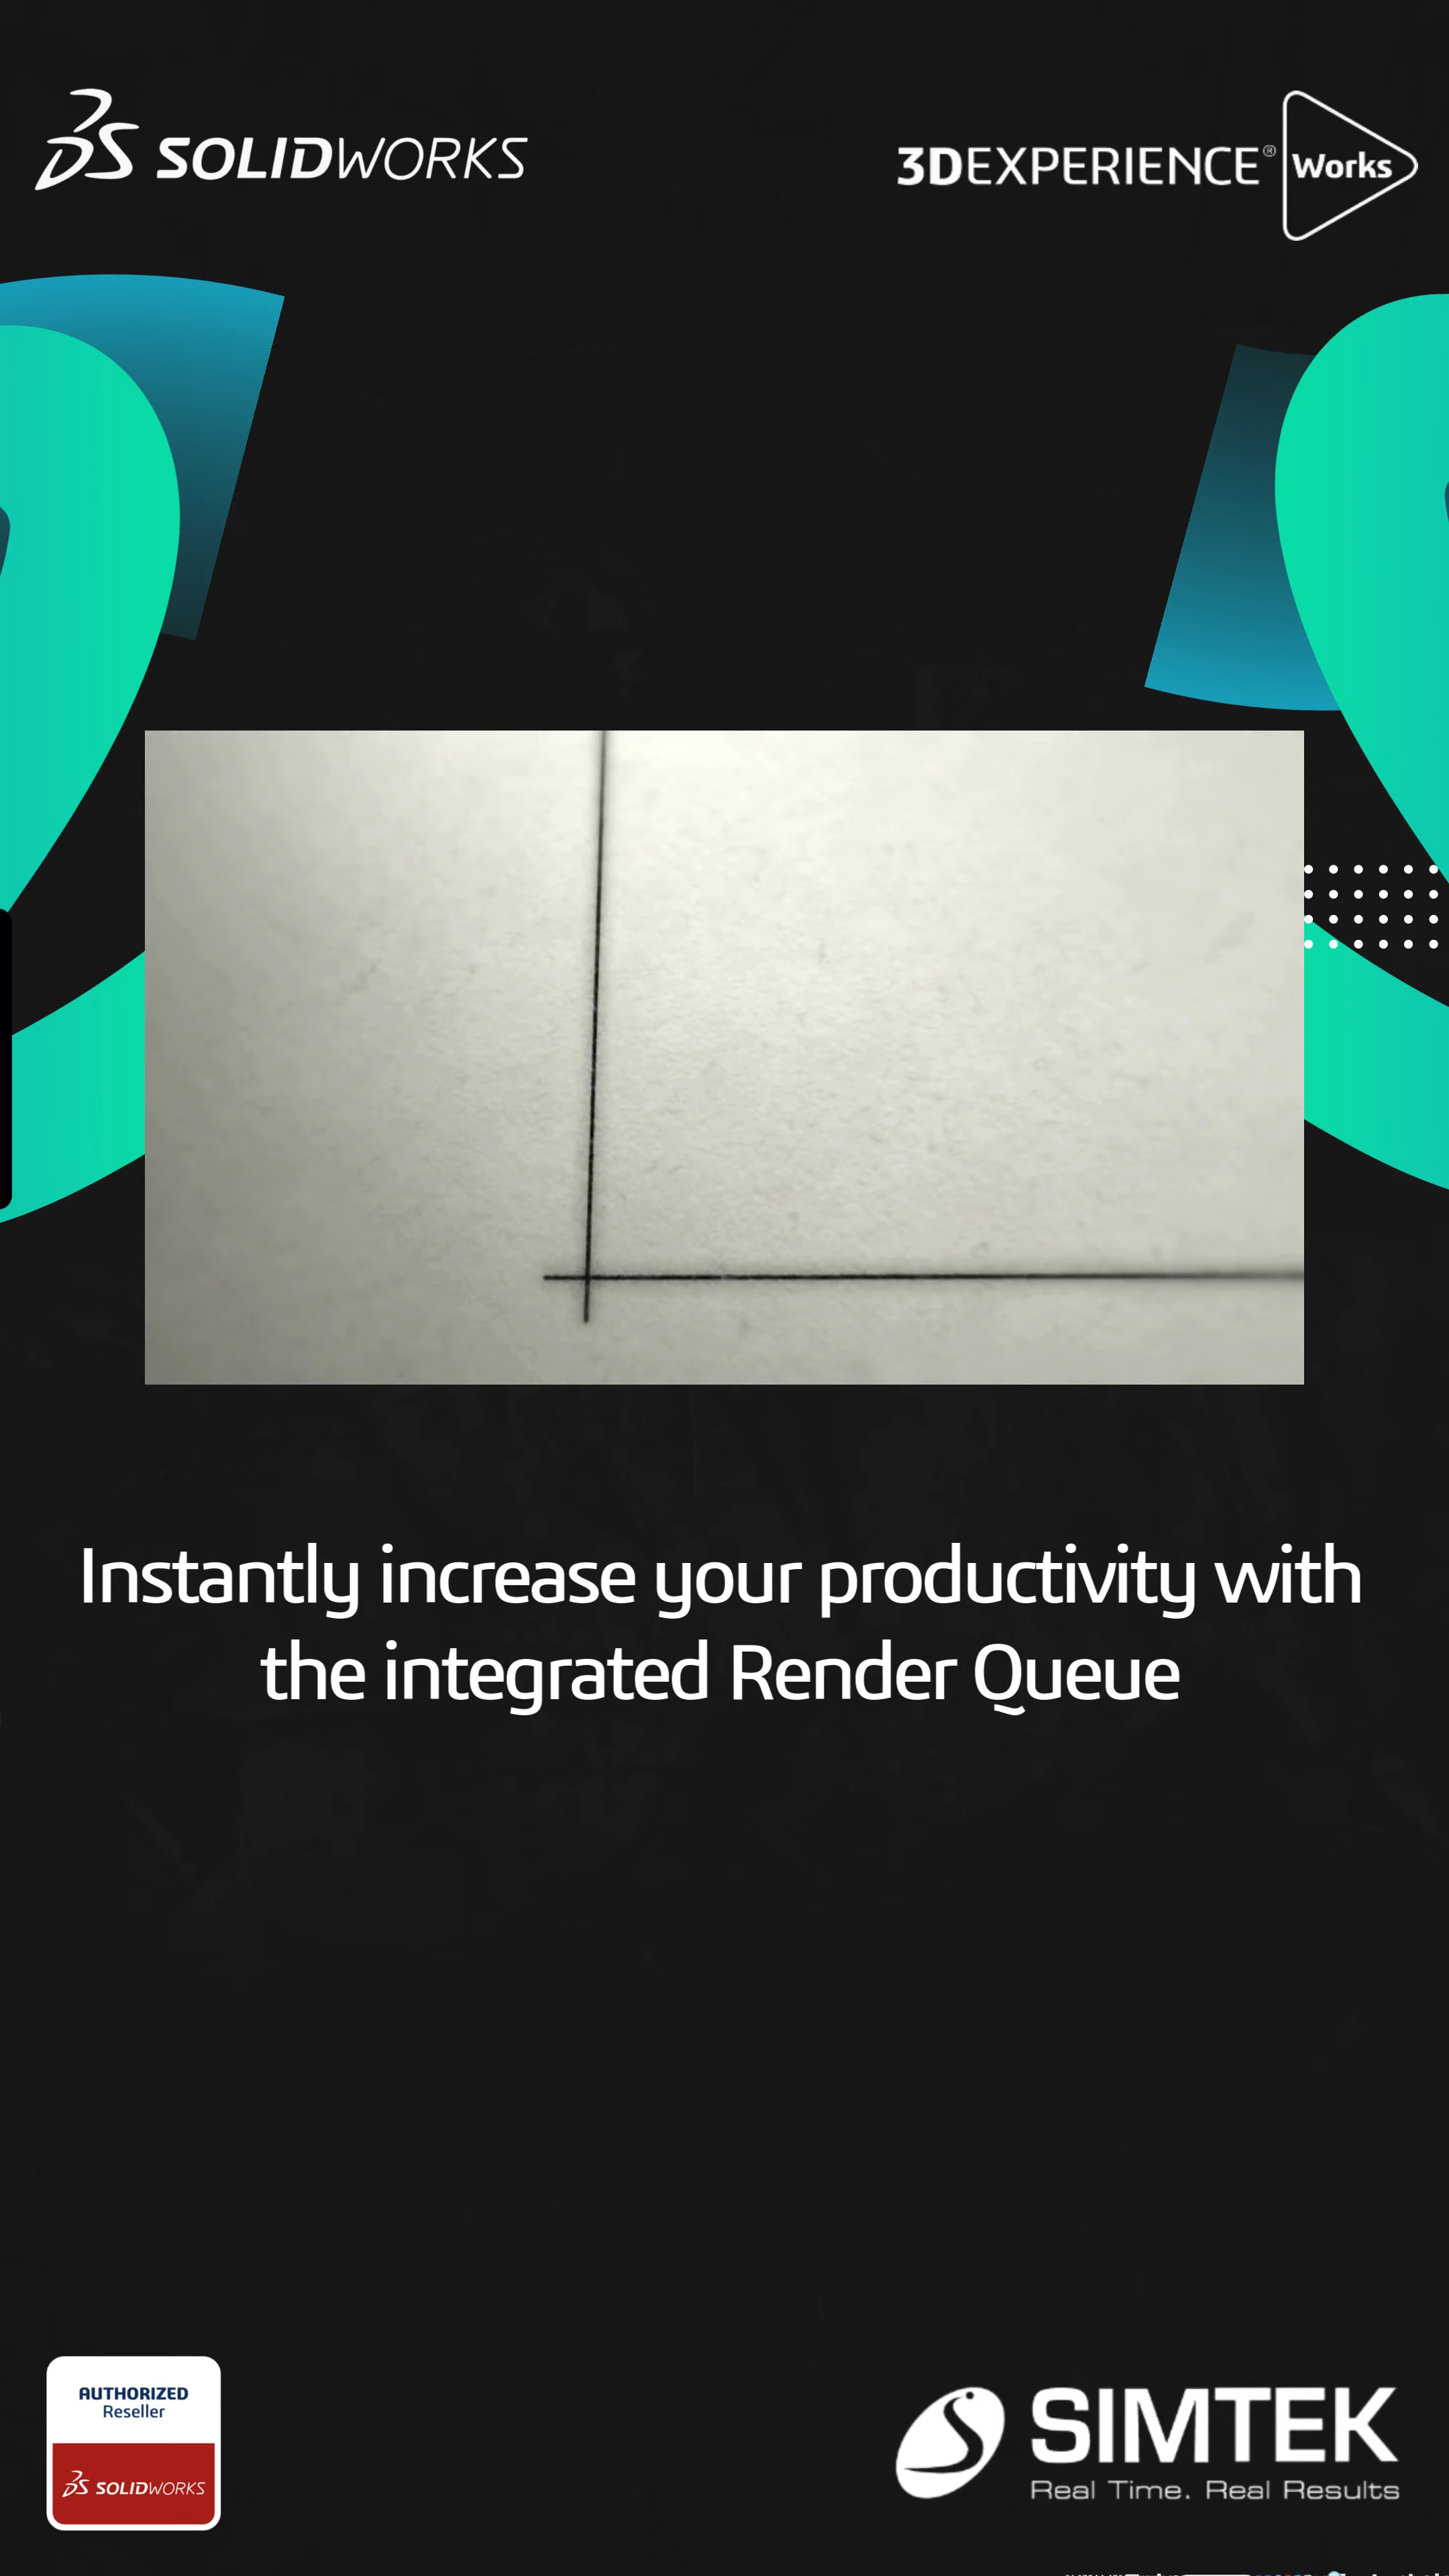 SOLIDWORKS
3DEXPERIENCE® Works
Instantly increase your productivity with
the integrated Render Queue
AUTHORIZED
Reseller
SOLIDWORKS
SIMTEK
Real Time. Real Results